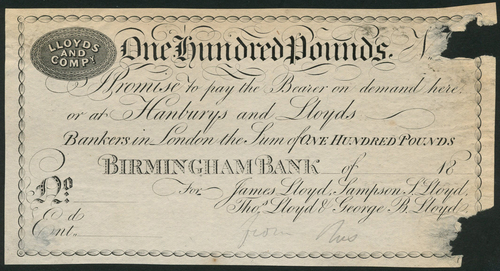 LLOYDS
AND
COMPY
One Hundred Pounds. N
I Promise to pay the Bearer on demand here
or at Hanburys and Lloyds
Bankers in London the Sum of ONE HUNDRED POUNDS
BIRMINGHAM BANK of 18
No. For James Lloyd, Sampson S. Lloyd,
Thos. Lloyd & George B. Lloyd
Ed
Ent.